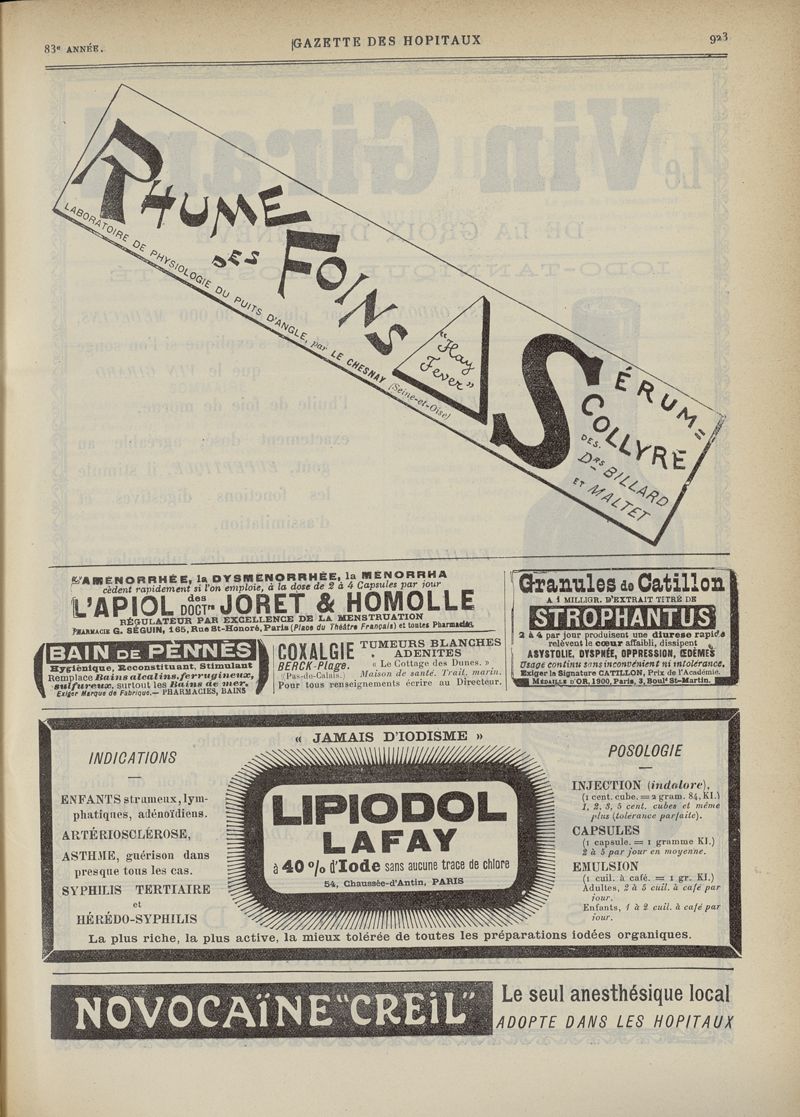 83e ANNÉE.
GAZETTE DES HOPITAUX
923
RHUME DES FOINS
LABORATOIRE DE PHYSIOLOGIE DU PUITS D'ANGLE, par LE CHESNAY (Seine-et-Oise)
"Hay
Fever"
SÉRUM=
COLLYRE
DES
Drs BILLARD
ET MALTET
L'AMÉNORRHÉE, la DYSMÉNORRHÉE, la MÉNORRHA
cèdent rapidement si l'on emploie, à la dose de 2 à 4 Capsules par jour
L'APIOL des DOCTrs JORET & HOMOLLE
RÉGULATEUR PAR EXCELLENCE DE LA MENSTRUATION
PHARMACIE G. SÉGUIN, 165, Rue St-Honoré, Paris (Place du Théâtre Français) et toutes Pharmacies
BAIN DE PENNÈS
Hygiénique, Reconstituant, Stimulant
Remplace Bains alcalins, ferrugineux,
sulfureux, surtout les Bains de mer.
Exiger Marque de Fabrique. — PHARMACIES, BAINS
COXALGIE TUMEURS BLANCHES
ADÉNITES
BERCK-Plage. « Le Cottage des Dunes. »
(Pas-de-Calais.) Maison de santé. Trait. marin.
Pour tous renseignements écrire au Directeur.
Granules de Catillon
A 1 MILLIGR. D'EXTRAIT TITRÉ DE
STROPHANTUS
2 à 4 par jour produisent une diurèse rapide
relèvent le cœur affaibli, dissipent
ASYSTOLIE, DYSPNÉE, OPPRESSION, ŒDÈMES
Usage continu sans inconvénient ni intolérance.
Exiger la Signature CATILLON, Prix de l'Académie.
MÉDAILLE D'OR, 1900, Paris, 3, Bould St-Martin.
« JAMAIS D'IODISME »
INDICATIONS
ENFANTS strumeux, lym-
phatiques, adénoïdiens.
ARTÉRIOSCLÉROSE,
ASTHME, guérison dans
presque tous les cas.
SYPHILIS TERTIAIRE
et
HÉRÉDO-SYPHILIS
LIPIODOL
LAFAY
à 40 % d'Iode sans aucune trace de chlore
54, Chaussée-d'Antin, PARIS
POSOLOGIE
INJECTION (indolore),
(1 cent. cube. = 2 gram. 84, KI.)
1, 2, 3, 5 cent. cubes et même
plus (tolérance parfaite).
CAPSULES
(1 capsule. = 1 gramme KI.)
2 à 5 par jour en moyenne.
EMULSION
(1 cuil. à café. = 1 gr. KI.)
Adultes, 2 à 5 cuil. à café par
jour.
Enfants, 1 à 2 cuil. à café par
jour.
La plus riche, la plus active, la mieux tolérée de toutes les préparations iodées organiques.
NOVOCAÏNE "CREIL"
Le seul anesthésique local
ADOPTE DANS LES HOPITAUX